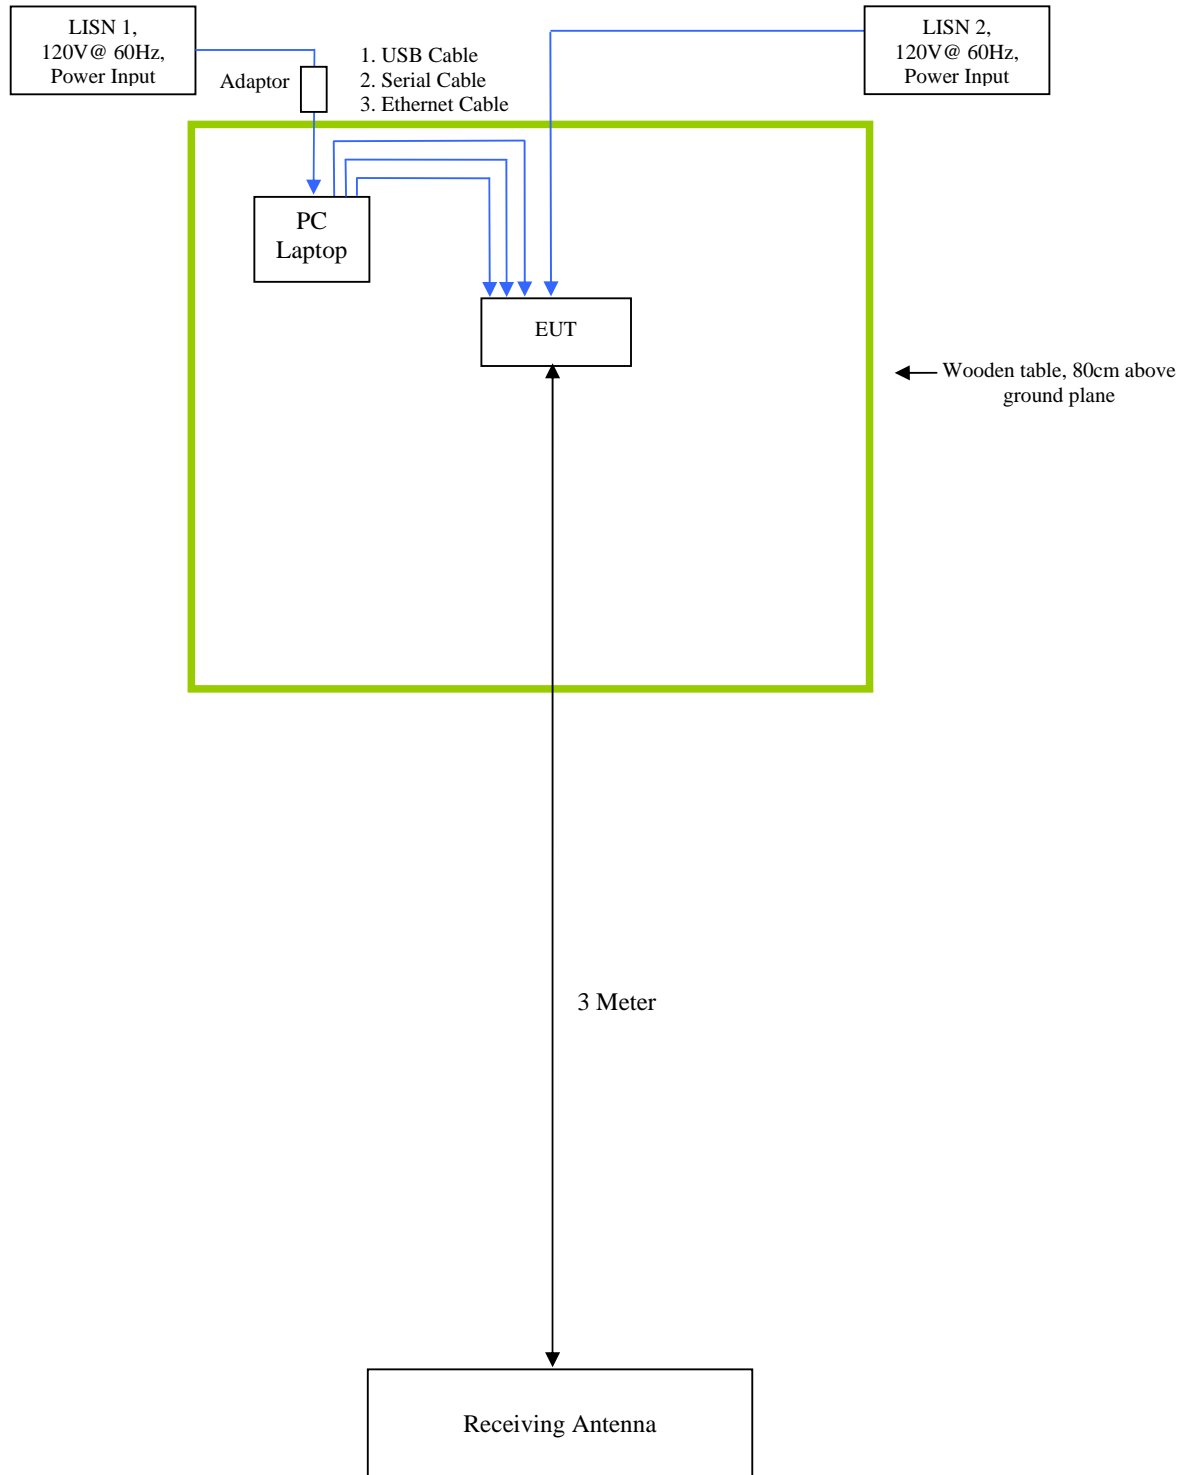 LISN 1,
120V@ 60Hz,
Power Input
Adaptor
1. USB Cable
2. Serial Cable
3. Ethernet Cable
LISN 2,
120V@ 60Hz,
Power Input
PC
Laptop
EUT
Wooden table, 80cm above
ground plane
3 Meter
Receiving Antenna